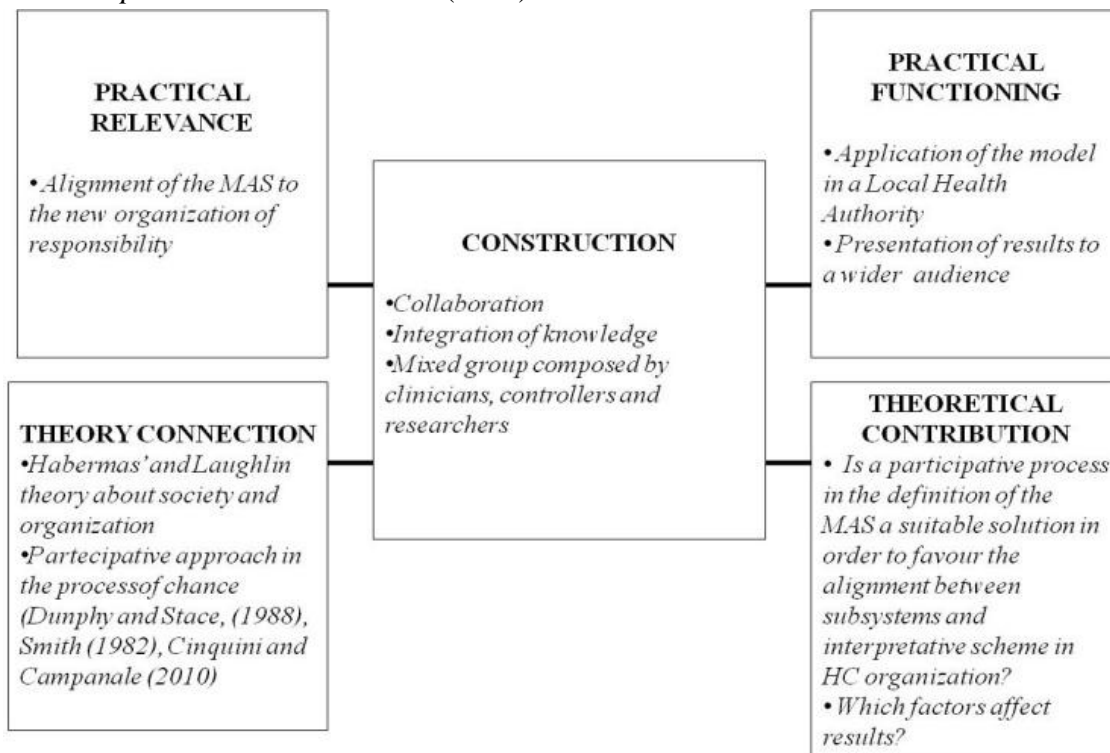 PRACTICAL
RELEVANCE
•Alignment of the MAS to
the new organization of
responsibility
THEORY CONNECTION
•Habermas' and Laughlin
theory about society and
organization
•Partecipative approach in
the processof chance
(Dunphy and Stace, (1988),
Smith (1982), Cinquini and
Campanale (2010)
CONSTRUCTION
•Collaboration
•Integration of knowledge
•Mixed group composed by
clinicians, controllers and
researchers
PRACTICAL
FUNCTIONING
•Application of the model
in a Local Health
Authority
•Presentation of results to
a wider audience
THEORETICAL
CONTRIBUTION
• Is a participative process
in the definition of the
MAS a suitable solution in
order to favour the
alignment between
subsystems and
interpretative scheme in
HC organization?
• Which factors affect
results?